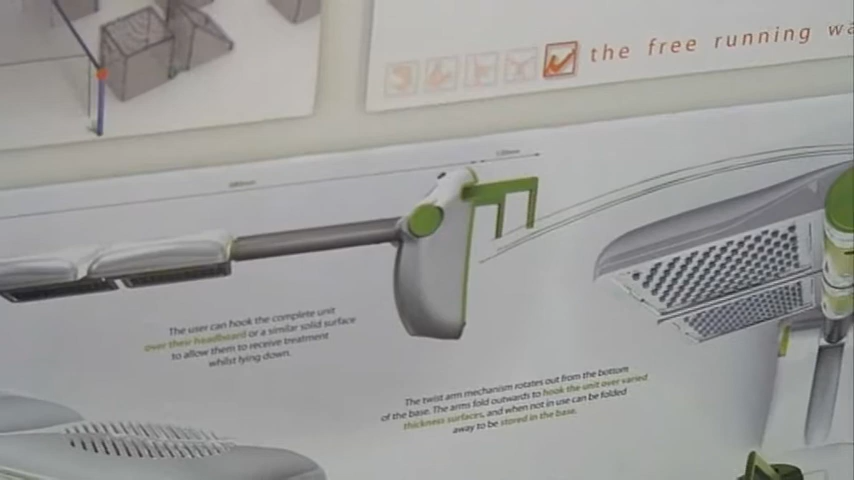 the free running
The user can hook the complete unit
over their headboard or a similar solid surface
to allow them to receive treatment
whilst lying down.
The twist arm mechanism rotates out from the bottom
of the base. The arms fold outwards to hook the unit over varied
thickness surfaces, and when not in use can be folded
away to be stored in the base.